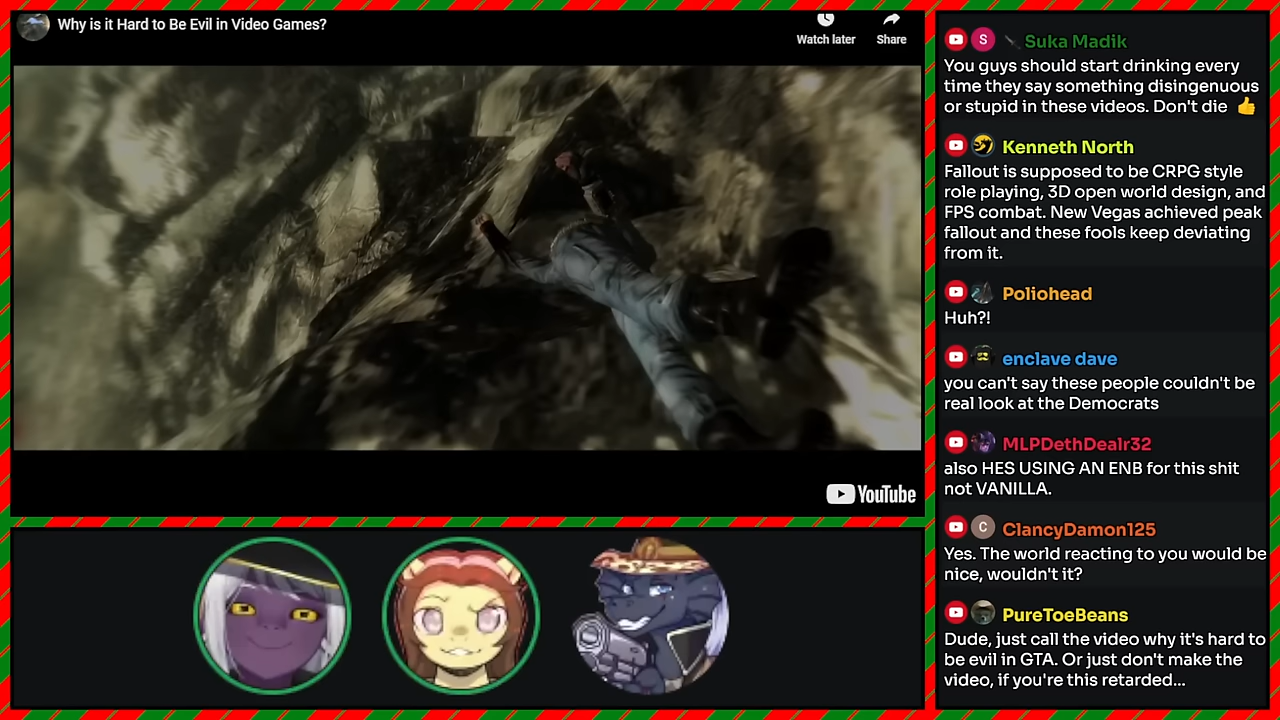 Why is it Hard to Be Evil in Video Games?
Watch later
Share
YouTube
S
Suka Madik
You guys should start drinking every
time they say something disingenuous
or stupid in these videos. Don't die 👍
Kenneth North
Fallout is supposed to be CRPG style
role playing, 3D open world design, and
FPS combat. New Vegas achieved peak
fallout and these fools keep deviating
from it.
Poliohead
Huh?!
enclave dave
you can't say these people couldn't be
real look at the Democrats
MLPDethDealr32
also HES USING AN ENB for this shit
not VANILLA.
C
ClancyDamon125
Yes. The world reacting to you would be
nice, wouldn't it?
PureToeBeans
Dude, just call the video why it's hard to
be evil in GTA. Or just don't make the
video, if you're this retarded...